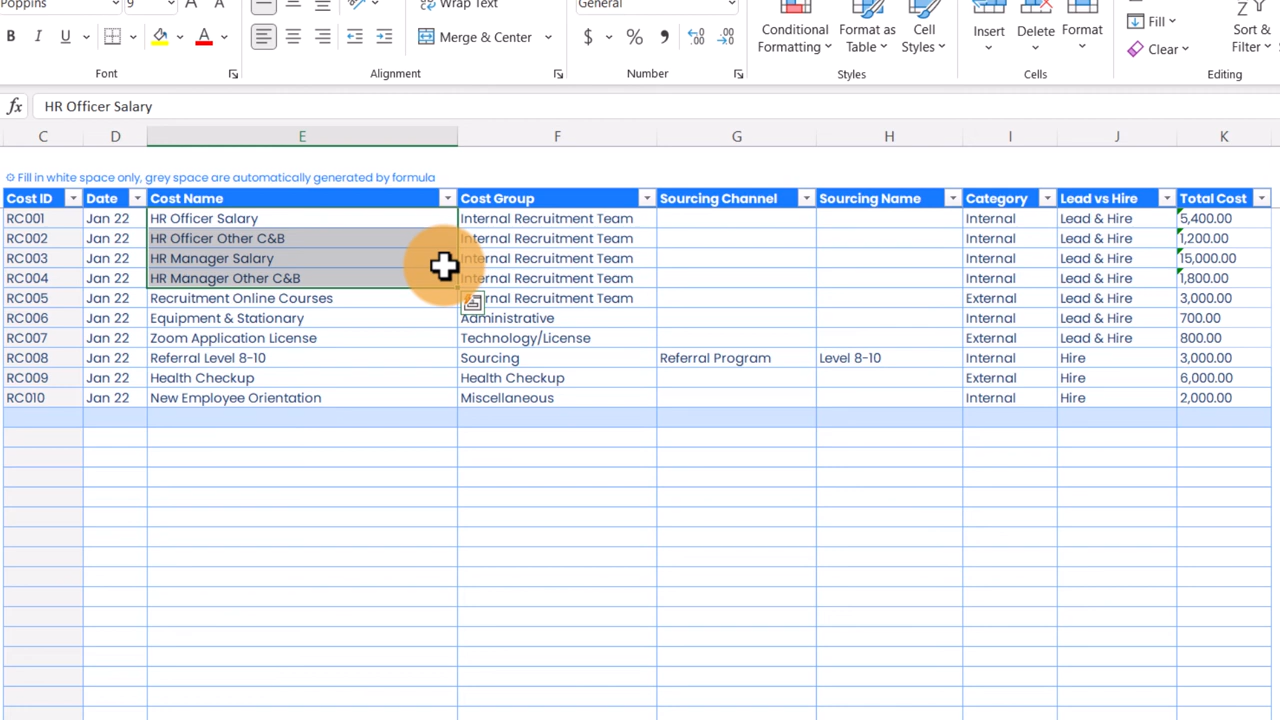 Poppins 9 Wrap Text General
B I U Merge & Center $ % Conditional Formatting Format as Table Cell Styles Insert Delete Format Fill Clear Sort & Filter
Font Alignment Number Styles Cells Editing
fx HR Officer Salary
C D E F G H I J K
Fill in white space only, grey space are automatically generated by formula
Cost ID Date Cost Name Cost Group Sourcing Channel Sourcing Name Category Lead vs Hire Total Cost
RC001 Jan 22 HR Officer Salary Internal Recruitment Team Internal Lead & Hire 5,400.00
RC002 Jan 22 HR Officer Other C&B Internal Recruitment Team Internal Lead & Hire 1,200.00
RC003 Jan 22 HR Manager Salary Internal Recruitment Team Internal Lead & Hire 15,000.00
RC004 Jan 22 HR Manager Other C&B Internal Recruitment Team Internal Lead & Hire 1,800.00
RC005 Jan 22 Recruitment Online Courses Internal Recruitment Team External Lead & Hire 3,000.00
RC006 Jan 22 Equipment & Stationary Administrative Internal Lead & Hire 700.00
RC007 Jan 22 Zoom Application License Technology/License External Lead & Hire 800.00
RC008 Jan 22 Referral Level 8-10 Sourcing Referral Program Level 8-10 Internal Hire 3,000.00
RC009 Jan 22 Health Checkup Health Checkup External Hire 6,000.00
RC010 Jan 22 New Employee Orientation Miscellaneous Internal Hire 2,000.00